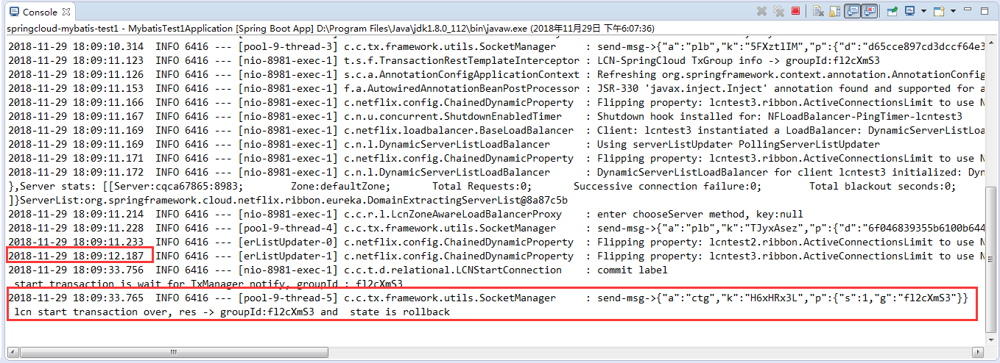 Console
springcloud-mybatis-test1 - MybatisTest1Application [Spring Boot App] D:\Program Files\Java\jdk1.8.0_112\bin\javaw.exe (2018年11月29日 下午6:07:36)
2018-11-29 18:09:10.314  INFO 6416 --- [pool-9-thread-3] c.c.tx.framework.utils.SocketManager     : send-msg->{"a":"plb","k":"5FXztlIM","p":{"d":"d65cce897cd3dccf64e3
2018-11-29 18:09:11.123  INFO 6416 --- [nio-8981-exec-1] t.s.f.TransactionRestTemplateInterceptor : LCN-SpringCloud TxGroup info -> groupId:fl2cXmS3
2018-11-29 18:09:11.126  INFO 6416 --- [nio-8981-exec-1] s.c.a.AnnotationConfigApplicationContext : Refreshing org.springframework.context.annotation.AnnotationConfig
2018-11-29 18:09:11.153  INFO 6416 --- [nio-8981-exec-1] f.a.AutowiredAnnotationBeanPostProcessor : JSR-330 'javax.inject.Inject' annotation found and supported for a
2018-11-29 18:09:11.166  INFO 6416 --- [nio-8981-exec-1] c.netflix.config.ChainedDynamicProperty  : Flipping property: lcntest3.ribbon.ActiveConnectionsLimit to use N
2018-11-29 18:09:11.167  INFO 6416 --- [nio-8981-exec-1] c.n.u.concurrent.ShutdownEnabledTimer    : Shutdown hook installed for: NFLoadBalancer-PingTimer-lcntest3
2018-11-29 18:09:11.169  INFO 6416 --- [nio-8981-exec-1] c.netflix.loadbalancer.BaseLoadBalancer  : Client: lcntest3 instantiated a LoadBalancer: DynamicServerListLoa
2018-11-29 18:09:11.169  INFO 6416 --- [nio-8981-exec-1] c.n.l.DynamicServerListLoadBalancer      : Using serverListUpdater PollingServerListUpdater
2018-11-29 18:09:11.171  INFO 6416 --- [nio-8981-exec-1] c.netflix.config.ChainedDynamicProperty  : Flipping property: lcntest3.ribbon.ActiveConnectionsLimit to use N
2018-11-29 18:09:11.172  INFO 6416 --- [nio-8981-exec-1] c.n.l.DynamicServerListLoadBalancer      : DynamicServerListLoadBalancer for client lcntest3 initialized: Dyn
},Server stats: [[Server:cqca67865:8983;	Zone:defaultZone;	Total Requests:0;	Successive connection failure:0;	Total blackout seconds:0;
]}ServerList:org.springframework.cloud.netflix.ribbon.eureka.DomainExtractingServerList@8a87c5b
2018-11-29 18:09:11.214  INFO 6416 --- [nio-8981-exec-1] c.c.r.l.LcnZoneAwareLoadBalancerProxy    : enter chooseServer method, key:null
2018-11-29 18:09:11.228  INFO 6416 --- [pool-9-thread-4] c.c.tx.framework.utils.SocketManager     : send-msg->{"a":"plb","k":"TJyxAsez","p":{"d":"6f046839355b6100b644
2018-11-29 18:09:11.233  INFO 6416 --- [erListUpdater-0] c.netflix.config.ChainedDynamicProperty  : Flipping property: lcntest2.ribbon.ActiveConnectionsLimit to use N
2018-11-29 18:09:12.187  INFO 6416 --- [erListUpdater-1] c.netflix.config.ChainedDynamicProperty  : Flipping property: lcntest3.ribbon.ActiveConnectionsLimit to use N
2018-11-29 18:09:33.756  INFO 6416 --- [nio-8981-exec-1] c.c.t.d.relational.LCNStartConnection    : commit label
 start transaction is wait for TxManager notify, groupId : fl2cXmS3
2018-11-29 18:09:33.765  INFO 6416 --- [pool-9-thread-5] c.c.tx.framework.utils.SocketManager     : send-msg->{"a":"ctg","k":"H6xHRx3L","p":{"s":1,"g":"fl2cXmS3"}}
 lcn start transaction over, res -> groupId:fl2cXmS3 and  state is rollback